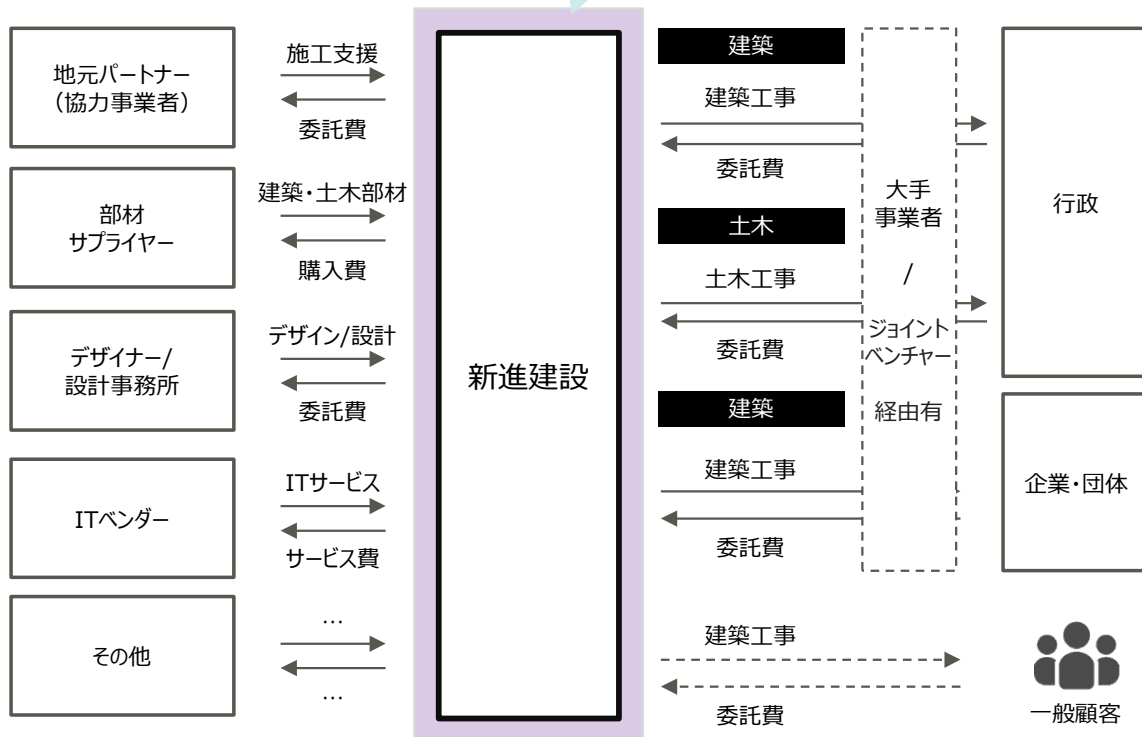 地元パートナー
（協力事業者）
施工支援
委託費
部材
サプライヤー
建築・土木部材
購入費
デザイナー/
設計事務所
デザイン/設計
委託費
ITベンダー
ITサービス
サービス費
その他
…
…
新進建設
建築
建築工事
委託費
土木
土木工事
委託費
建築
建築工事
委託費
建築工事
委託費
大手
事業者
/
ジョイント
ベンチャー
経由有
行政
企業・団体
一般顧客